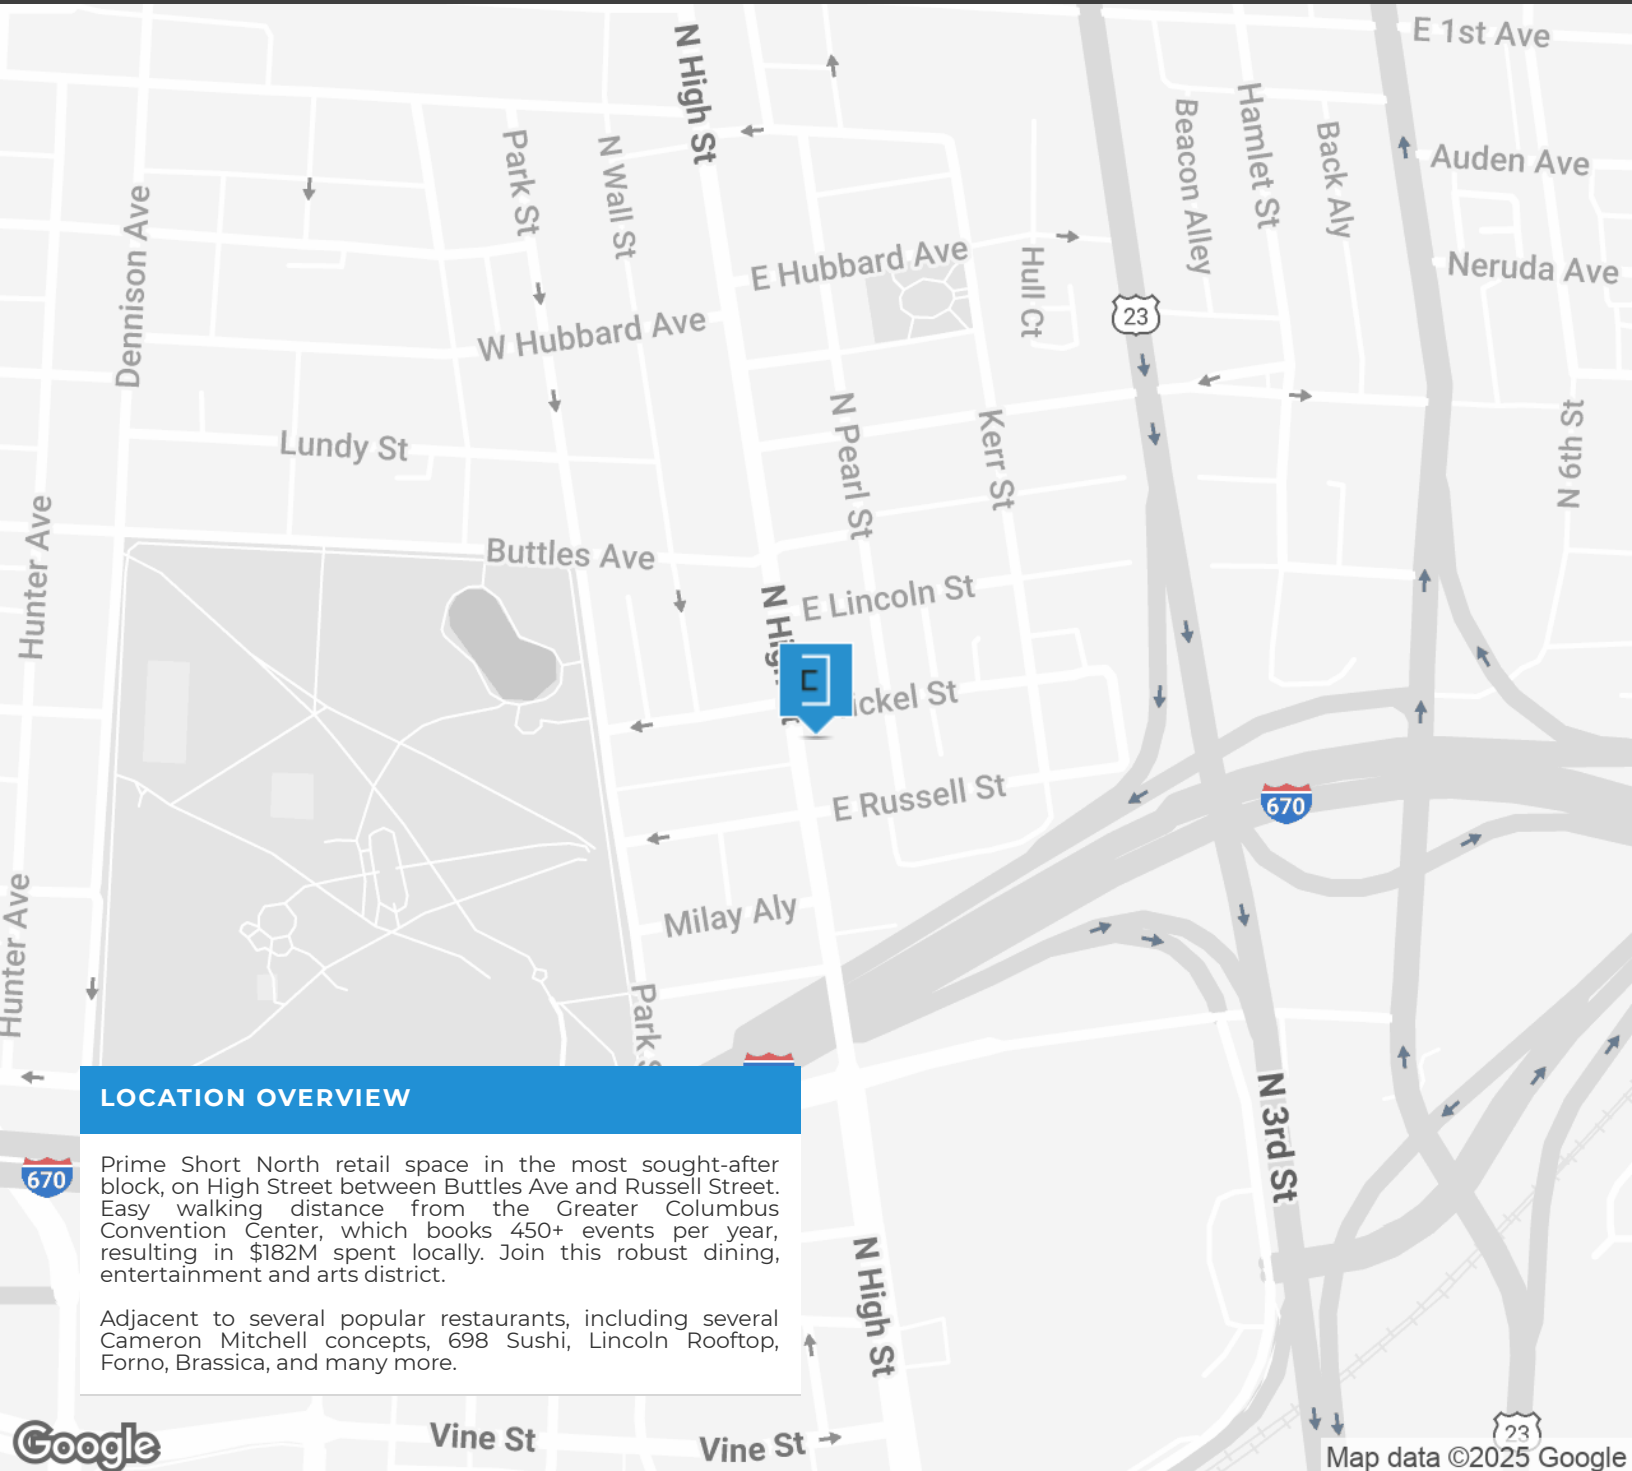 E 1st Ave
N High St
Park St
N Wall St
Beacon Alley
Hamlet St
Back Aly
Auden Ave
Dennison Ave
E Hubbard Ave
Hull Ct
Neruda Ave
23
W Hubbard Ave
N Pearl St
Kerr St
N 6th St
Lundy St
Hunter Ave
Buttles Ave
E Lincoln St
N Hig
ickel St
E Russell St
670
Hunter Ave
Milay Aly
Park S
N 3rd St
670
LOCATION OVERVIEW
Prime Short North retail space in the most sought-after
block, on High Street between Buttles Ave and Russell Street.
Easy walking distance from the Greater Columbus
Convention Center, which books 450+ events per year,
resulting in $182M spent locally. Join this robust dining,
entertainment and arts district.
Adjacent to several popular restaurants, including several
Cameron Mitchell concepts, 698 Sushi, Lincoln Rooftop,
Forno, Brassica, and many more.
N High St
Google
Vine St
Vine St
23
Map data ©2025 Google